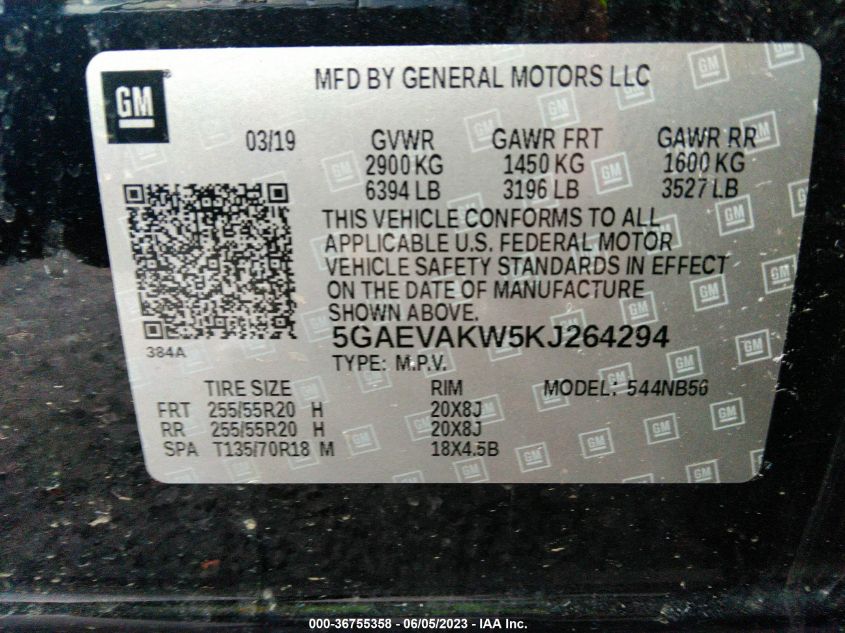 GM
MFD BY GENERAL MOTORS LLC
03/19 GVWR GAWR FRT GAWR RR
2900 KG 1450 KG 1600 KG
6394 LB 3196 LB 3527 LB
THIS VEHICLE CONFORMS TO ALL
APPLICABLE U.S. FEDERAL MOTOR
VEHICLE SAFETY STANDARDS IN EFFECT
ON THE DATE OF MANUFACTURE
SHOWN ABOVE.
5GAEVAKW5KJ264294
384A
TYPE: M.P.V.
TIRE SIZE RIM MODEL: 544NB56
FRT 255/55R20 H 20X8J
RR 255/55R20 H 20X8J
SPA T135/70R18 M 18X4.5B
000-36755358 - 06/05/2023 - IAA Inc.